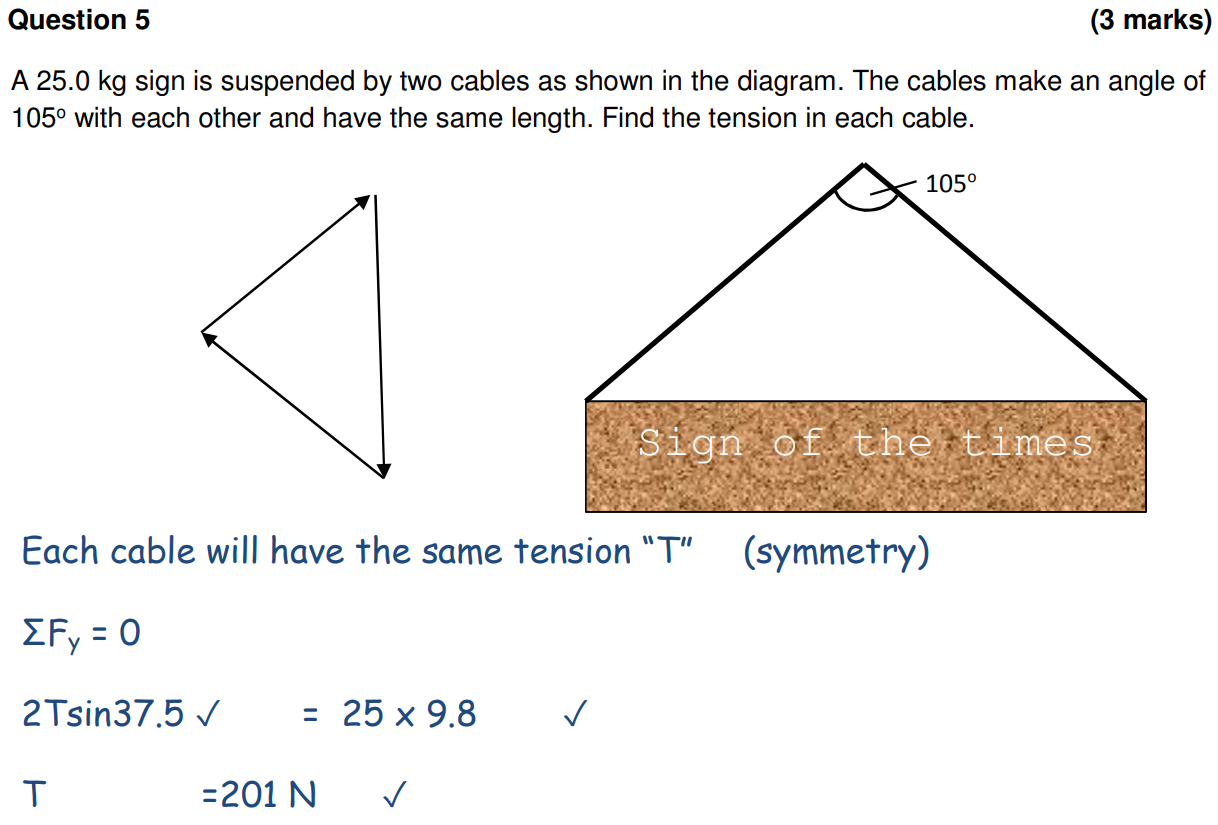 Question 5 (3 marks)
A 25.0 kg sign is suspended by two cables as shown in the diagram. The cables make an angle of
105º with each other and have the same length. Find the tension in each cable.
105º
Sign of the times
Each cable will have the same tension “T” (symmetry)
ΣFy = 0
2Tsin37.5 ✓ = 25 x 9.8 ✓
T =201 N ✓